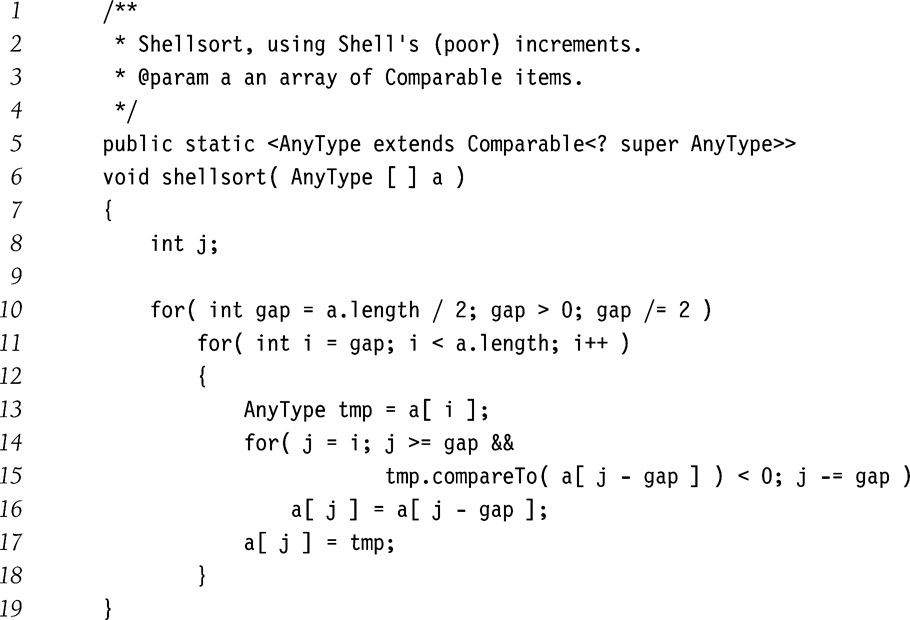 1 /**
2 * Shellsort, using Shell's (poor) increments.
3 * @param a an array of Comparable items.
4 */
5 public static <AnyType extends Comparable<? super AnyType>>
6 void shellsort( AnyType [ ] a )
7 {
8 int j;
9
10 for( int gap = a.length / 2; gap > 0; gap /= 2 )
11 for( int i = gap; i < a.length; i++ )
12 {
13 AnyType tmp = a[ i ];
14 for( j = i; j >= gap &&
15 tmp.compareTo( a[ j - gap ] ) < 0; j -= gap )
16 a[ j ] = a[ j - gap ];
17 a[ j ] = tmp;
18 }
19 }